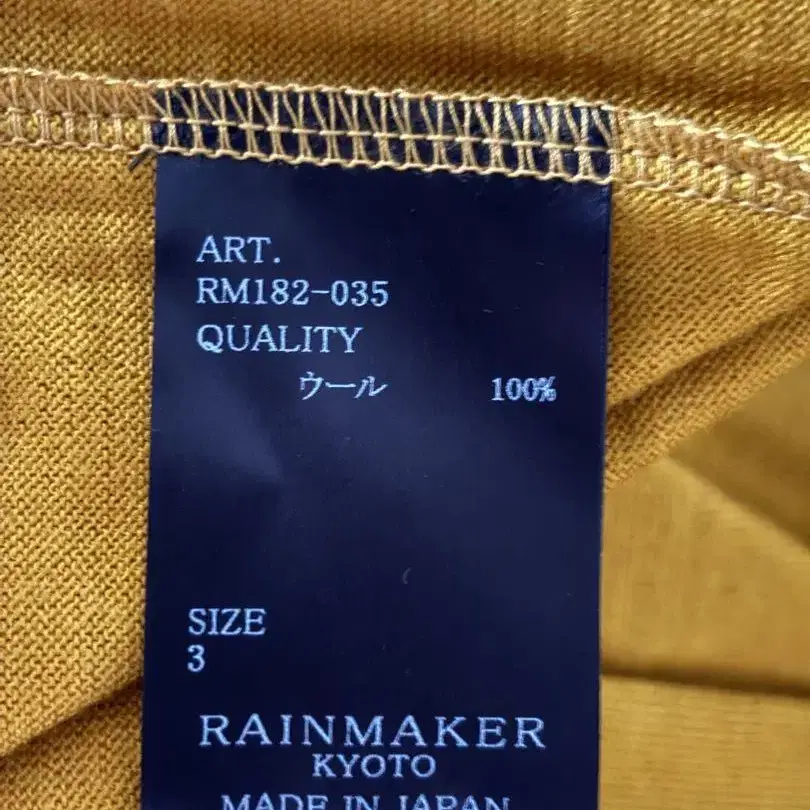 ART.
RM182-035
QUALITY
ウール 100%
SIZE
3
RAINMAKER
KYOTO
MADE IN JAPAN